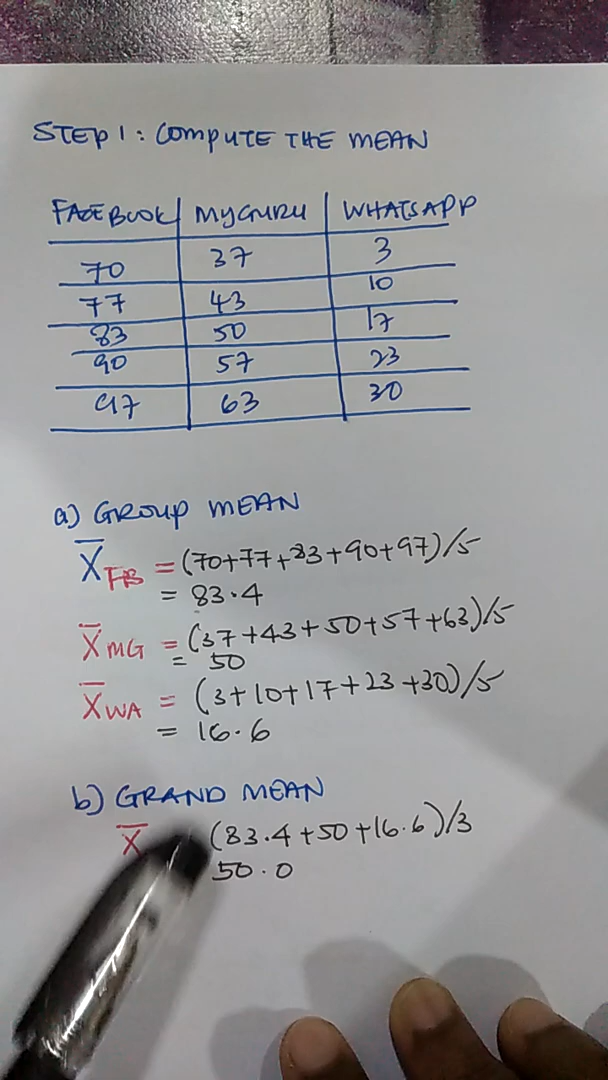 STEP 1: COMPUTE THE MEAN
FACEBOOK MYGURU WHATSAPP
70 37 3
77 43 10
83 50 17
90 57 23
97 63 30
a) GROUP MEAN
X̄ FB = (70+77+83+90+97)/5
= 83.4
X̄ MG = (37+43+50+57+63)/5
= 50
X̄ WA = (3+10+17+23+30)/5
= 16.6
b) GRAND MEAN
X̄ (83.4+50+16.6)/3
50.0